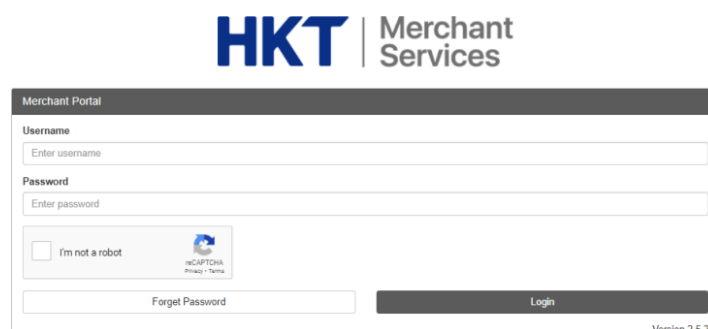 HKT | Merchant
Services
Merchant Portal
Username
Enter username
Password
Enter password
I'm not a robot
reCAPTCHA
Privacy - Terms
Forget Password Login
Version